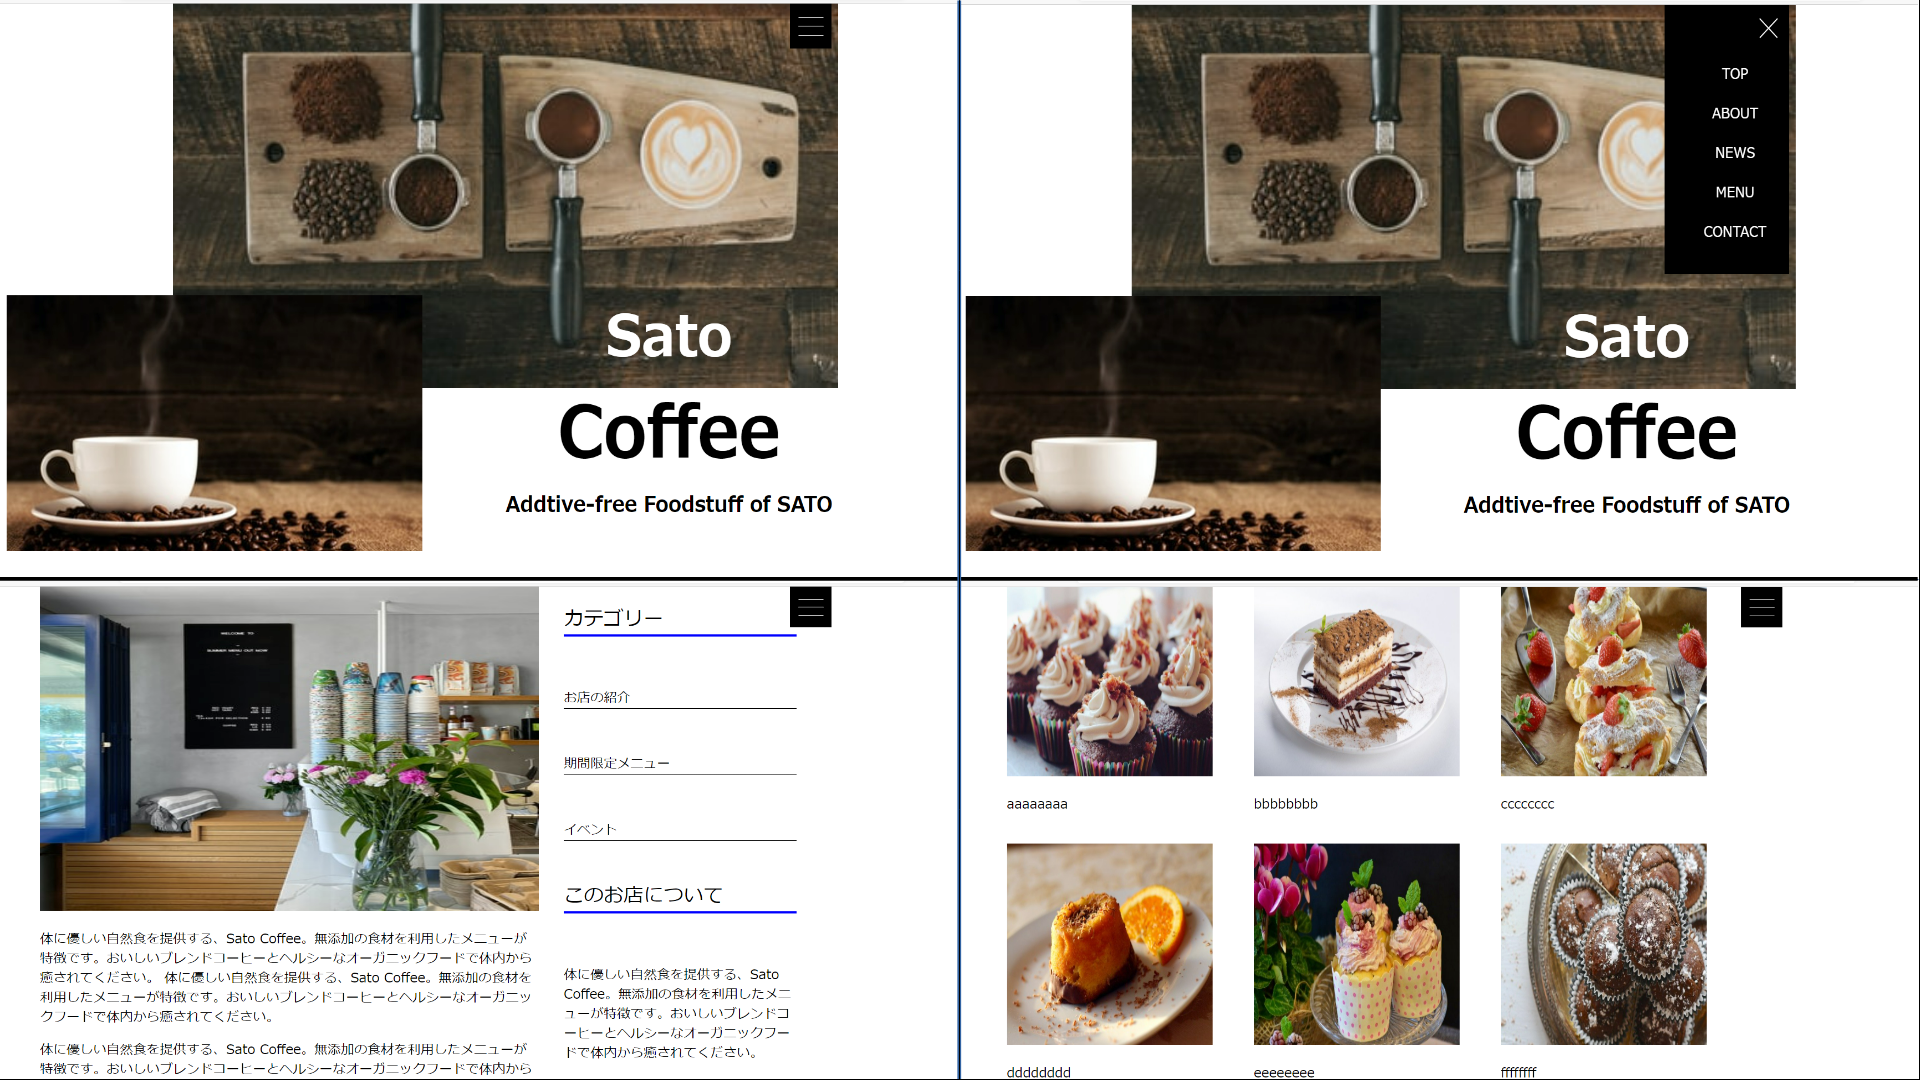 Sato
Coffee
Addtive-free Foodstuff of SATO
TOP
ABOUT
NEWS
MENU
CONTACT
Sato
Coffee
Addtive-free Foodstuff of SATO
WELCOME TO
SUMMER MENU OUT NOW
体に優しい自然食を提供する、Sato Coffee。無添加の食材を利用したメニューが
特徴です。おいしいブレンドコーヒーとヘルシーなオーガニックフードで体内から
癒されてください。 体に優しい自然食を提供する、Sato Coffee。無添加の食材を
利用したメニューが特徴です。おいしいブレンドコーヒーとヘルシーなオーガニッ
クフードで体内から癒されてください。
体に優しい自然食を提供する、Sato Coffee。無添加の食材を利用したメニューが
特徴です。おいしいブレンドコーヒーとヘルシーなオーガニックフードで体内から
カテゴリー
お店の紹介
期間限定メニュー
イベント
このお店について
体に優しい自然食を提供する、Sato
Coffee。無添加の食材を利用したメニ
ューが特徴です。おいしいブレンドコ
ーヒーとヘルシーなオーガニックフー
ドで体内から癒されてください。
aaaaaaaa
bbbbbbbb
cccccccc
dddddddd
eeeeeeee
ffffffff